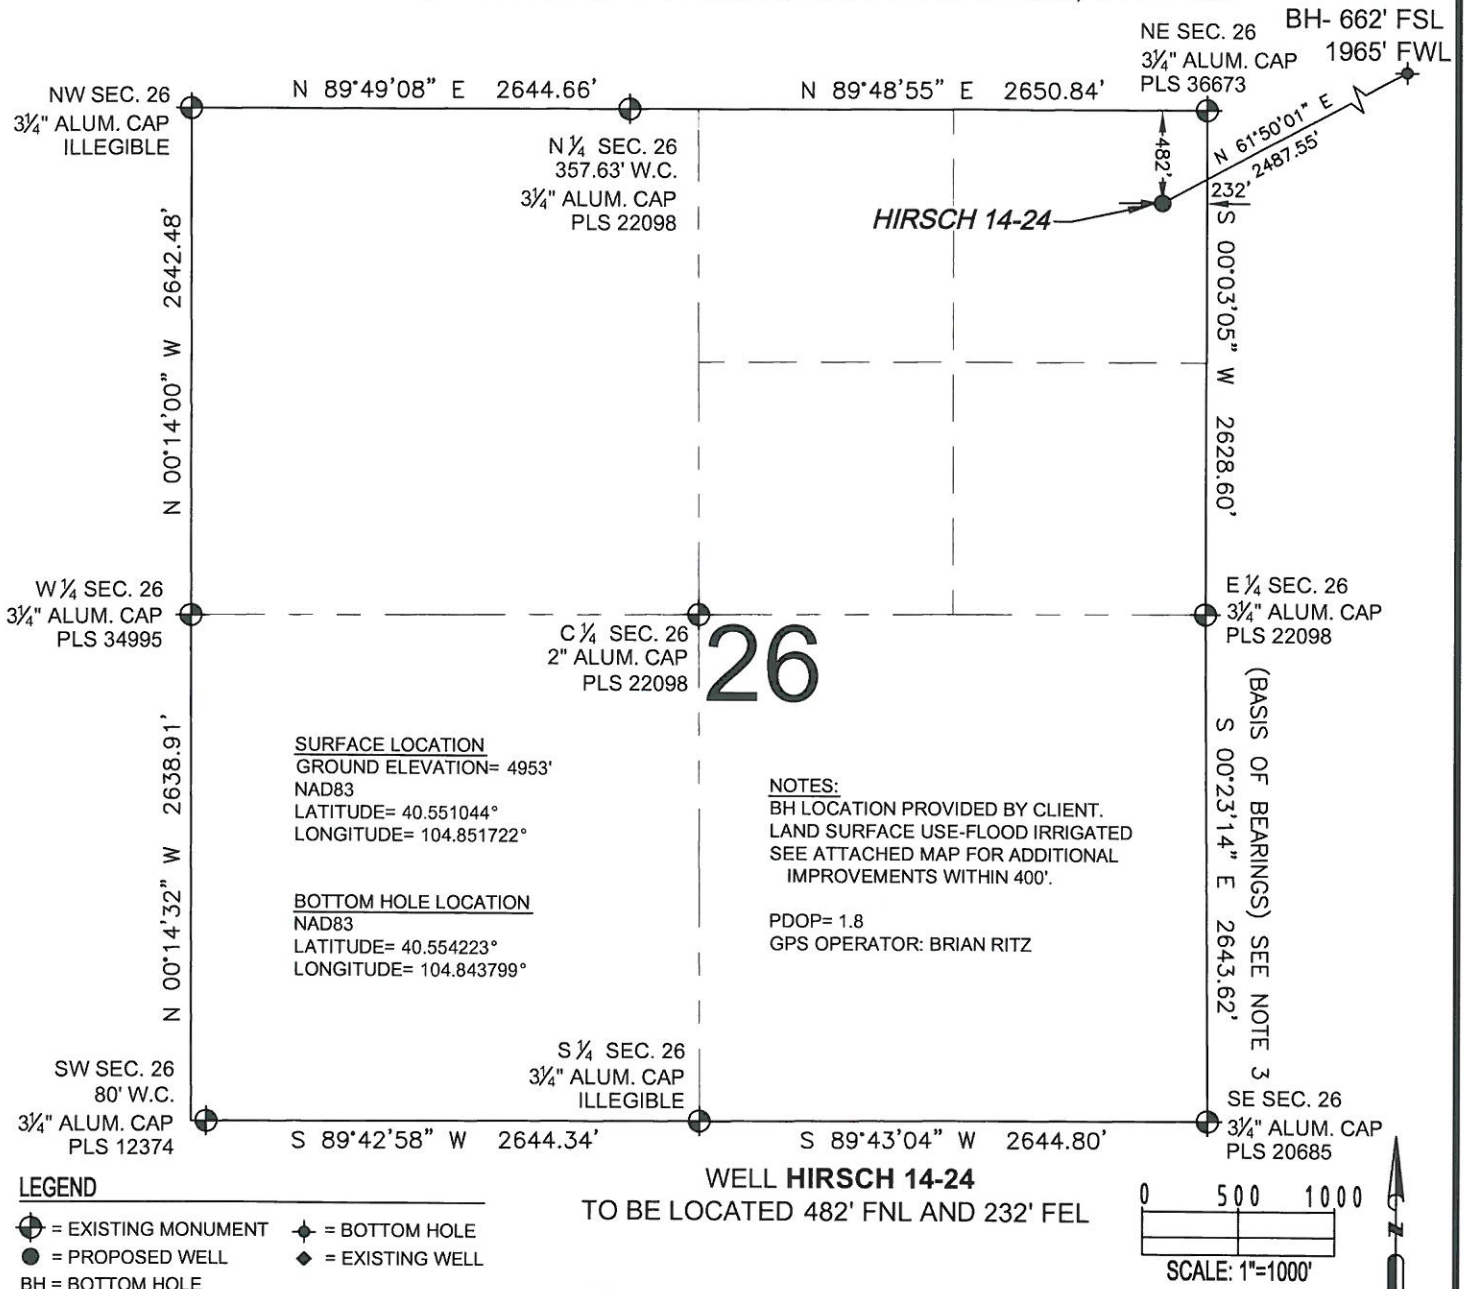 BH- 662' FSL
1965' FWL
NE SEC. 26
3¼" ALUM. CAP
PLS 36673
NW SEC. 26
3¼" ALUM. CAP
ILLEGIBLE
N 89°49'08" E 2644.66'
N 89°48'55" E 2650.84'
N ¼ SEC. 26
357.63' W.C.
3¼" ALUM. CAP
PLS 22098
482'
N 61°50'01" E
2487.55'
232'
HIRSCH 14-24
N 00°14'00" W 2642.48'
S 00°03'05" W 2628.60'
W ¼ SEC. 26
3¼" ALUM. CAP
PLS 34995
C ¼ SEC. 26
2" ALUM. CAP
PLS 22098
26
E ¼ SEC. 26
3¼" ALUM. CAP
PLS 22098
N 00°14'32" W 2638.91'
SURFACE LOCATION
GROUND ELEVATION= 4953'
NAD83
LATITUDE= 40.551044°
LONGITUDE= 104.851722°
BOTTOM HOLE LOCATION
NAD83
LATITUDE= 40.554223°
LONGITUDE= 104.843799°
NOTES:
BH LOCATION PROVIDED BY CLIENT.
LAND SURFACE USE-FLOOD IRRIGATED
SEE ATTACHED MAP FOR ADDITIONAL
IMPROVEMENTS WITHIN 400'.
PDOP= 1.8
GPS OPERATOR: BRIAN RITZ
S 00°23'14" E 2643.62'
(BASIS OF BEARINGS) SEE NOTE 3
SW SEC. 26
80' W.C.
3¼" ALUM. CAP
PLS 12374
S ¼ SEC. 26
3¼" ALUM. CAP
ILLEGIBLE
SE SEC. 26
3¼" ALUM. CAP
PLS 20685
S 89°42'58" W 2644.34'
S 89°43'04" W 2644.80'
WELL HIRSCH 14-24
TO BE LOCATED 482' FNL AND 232' FEL
LEGEND
= EXISTING MONUMENT
= BOTTOM HOLE
= PROPOSED WELL
= EXISTING WELL
BH = BOTTOM HOLE
0 500 1000
SCALE: 1"=1000'
N